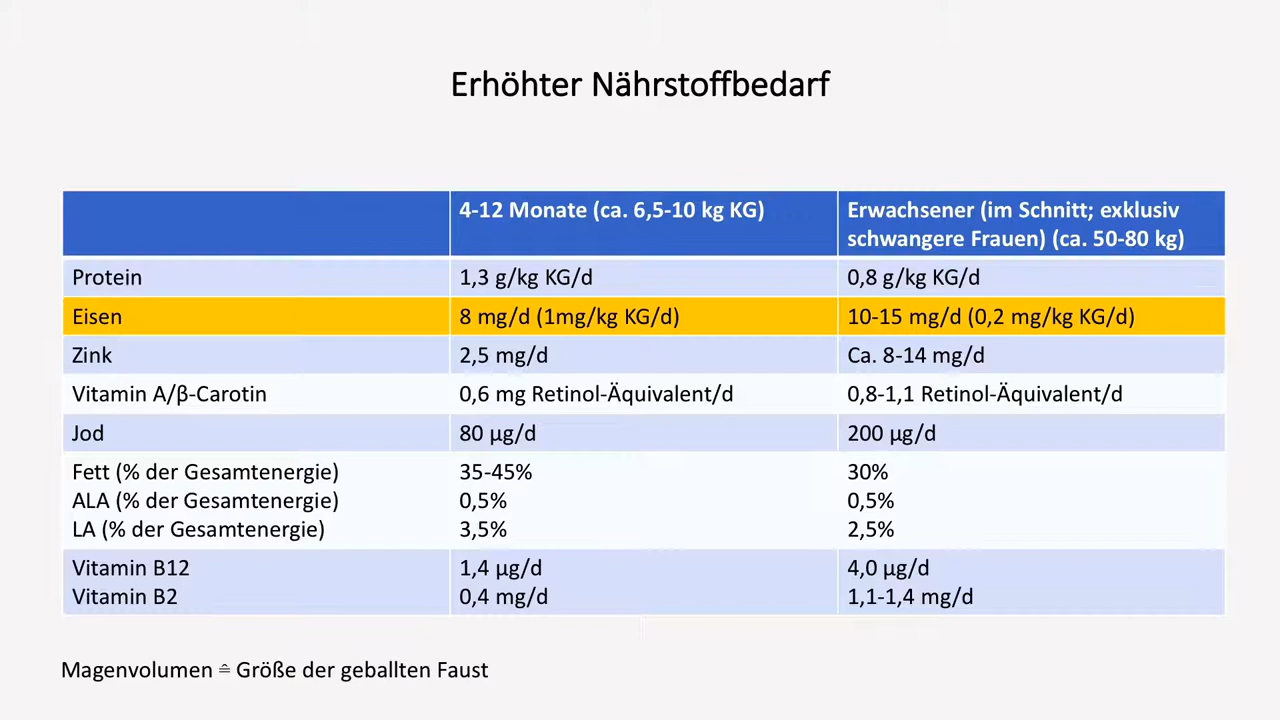 Erhöhter Nährstoffbedarf
4-12 Monate (ca. 6,5-10 kg KG)
Erwachsener (im Schnitt; exklusiv
schwangere Frauen) (ca. 50-80 kg)
Protein
1,3 g/kg KG/d
0,8 g/kg KG/d
Eisen
8 mg/d (1mg/kg KG/d)
10-15 mg/d (0,2 mg/kg KG/d)
Zink
2,5 mg/d
Ca. 8-14 mg/d
Vitamin A/β-Carotin
0,6 mg Retinol-Äquivalent/d
0,8-1,1 Retinol-Äquivalent/d
Jod
80 µg/d
200 µg/d
Fett (% der Gesamtenergie)
35-45%
30%
ALA (% der Gesamtenergie)
0,5%
0,5%
LA (% der Gesamtenergie)
3,5%
2,5%
Vitamin B12
1,4 µg/d
4,0 µg/d
Vitamin B2
0,4 mg/d
1,1-1,4 mg/d
Magenvolumen ≙ Größe der geballten Faust